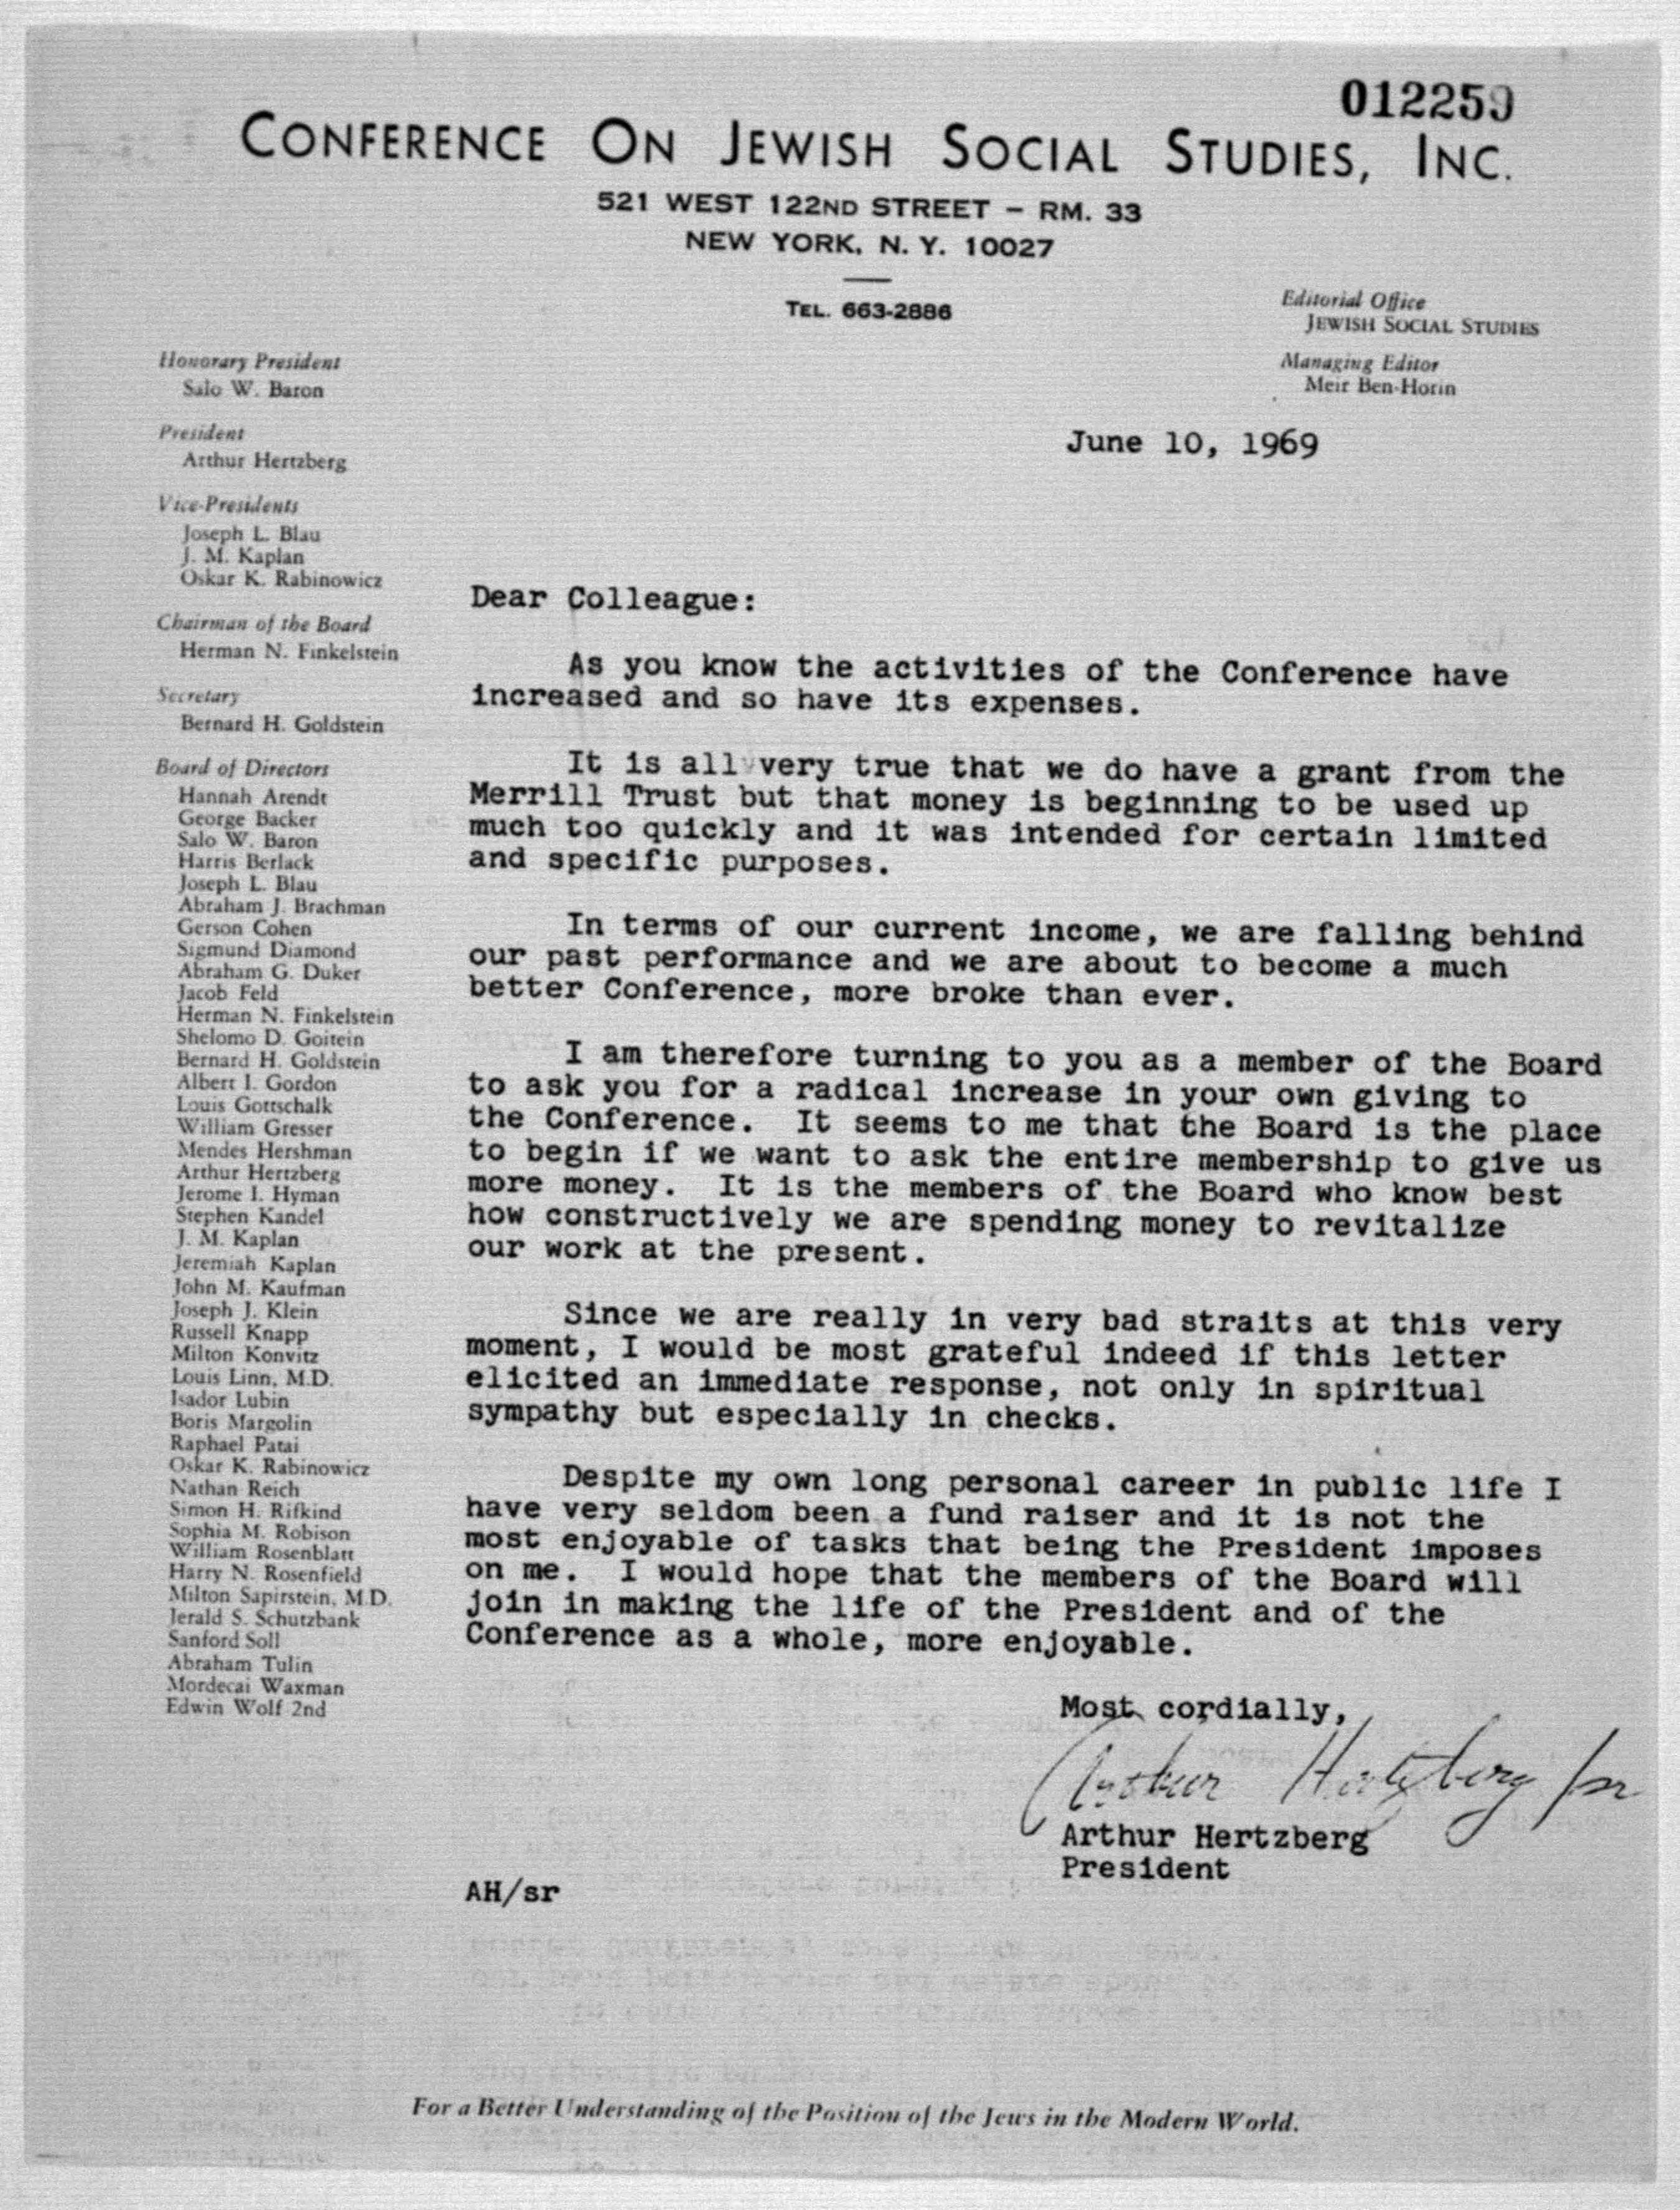 012259
CONFERENCE ON JEWISH SOCIAL STUDIES, INC.
521 WEST 122ND STREET – RM. 33
NEW YORK, N. Y. 10027
TEL. 663-2886
Editorial Office
JEWISH SOCIAL STUDIES
Managing Editor
Meir Ben-Horin
Honorary President
Salo W. Baron
President
Arthur Hertzberg
Vice-Presidents
Joseph L. Blau
J. M. Kaplan
Oskar K. Rabinowicz
Chairman of the Board
Herman N. Finkelstein
Secretary
Bernard H. Goldstein
Board of Directors
Hannah Arendt
George Backer
Salo W. Baron
Harris Berlack
Joseph L. Blau
Abraham J. Brachman
Gerson Cohen
Sigmund Diamond
Abraham G. Duker
Jacob Feld
Herman N. Finkelstein
Shelomo D. Goitein
Bernard H. Goldstein
Albert I. Gordon
Louis Gottschalk
William Gresser
Mendes Hershman
Arthur Hertzberg
Jerome I. Hyman
Stephen Kandel
J. M. Kaplan
Jeremiah Kaplan
John M. Kaufman
Joseph J. Klein
Russell Knapp
Milton Konvitz
Louis Linn, M.D.
Isador Lubin
Boris Margolin
Raphael Patai
Oskar K. Rabinowicz
Nathan Reich
Simon H. Rifkind
Sophia M. Robison
William Rosenblatt
Harry N. Rosenfield
Milton Sapirstein, M.D.
Jerald S. Schutzbank
Sanford Soll
Abraham Tulin
Mordecai Waxman
Edwin Wolf 2nd
June 10, 1969
Dear Colleague:
As you know the activities of the Conference have
increased and so have its expenses.
It is all very true that we do have a grant from the
Merrill Trust but that money is beginning to be used up
much too quickly and it was intended for certain limited
and specific purposes.
In terms of our current income, we are falling behind
our past performance and we are about to become a much
better Conference, more broke than ever.
I am therefore turning to you as a member of the Board
to ask you for a radical increase in your own giving to
the Conference. It seems to me that the Board is the place
to begin if we want to ask the entire membership to give us
more money. It is the members of the Board who know best
how constructively we are spending money to revitalize
our work at the present.
Since we are really in very bad straits at this very
moment, I would be most grateful indeed if this letter
elicited an immediate response, not only in spiritual
sympathy but especially in checks.
Despite my own long personal career in public life I
have very seldom been a fund raiser and it is not the
most enjoyable of tasks that being the President imposes
on me. I would hope that the members of the Board will
join in making the life of the President and of the
Conference as a whole, more enjoyable.
Most cordially,
Arthur Hertzberg
Arthur Hertzberg
President
AH/sr
For a Better Understanding of the Position of the Jews in the Modern World.